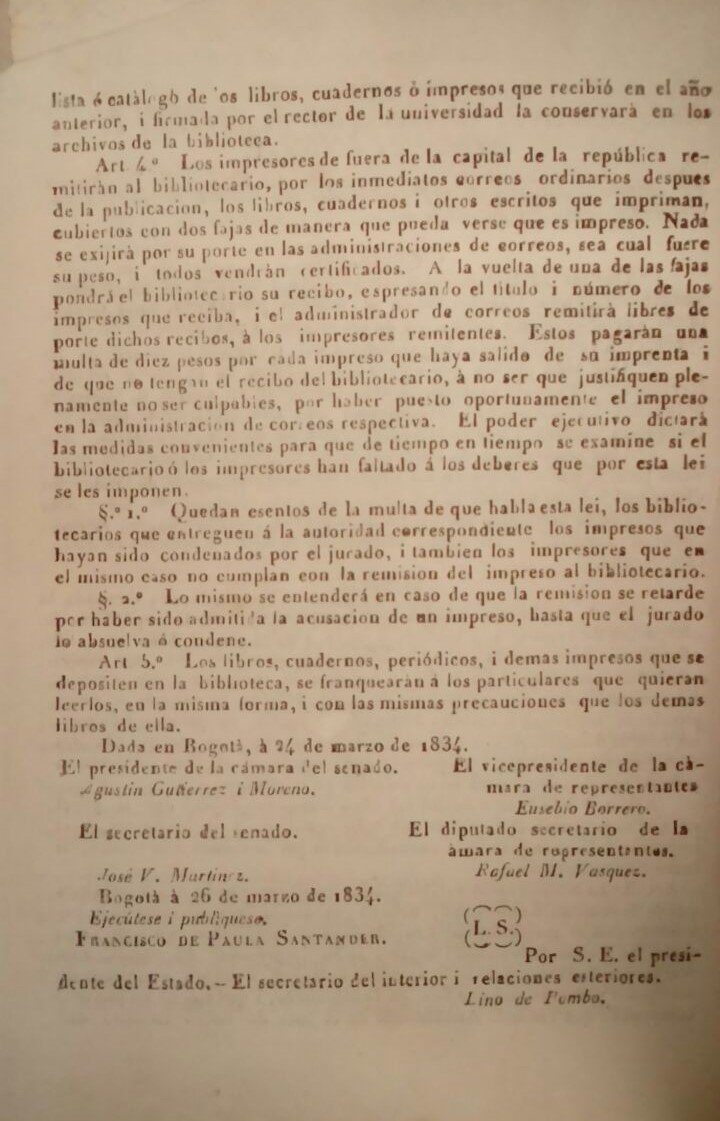 lista ó catàlogò de los libros, cuadernos ò impresos que recibió en el año
anterior, i firmada por el rector de la universidad la conservarà en los
archivos de la biblioteca.
Art 4.º Los impresores de fuera de la capital de la república re-
mitiràn al bibliotecario, por los inmediatos correos ordinarios despues
de la publicacion, los libros, cuadernos i otros escritos que impriman,
cubiertos con dos fajas de manera que pueda verse que es impreso. Nada
se exijirà por su porte en las administraciones de correos, sea cual fuere
su peso, i todos vendràn certificados. A la vuelta de una de las fajas
pondrá el bibliotecario su recibo, espresando el titulo i nùmero de los
impresos que reciba, i el administrador de correos remitirà libres de
porte dichos recibos, à los impresores remitentes. Estos pagaràn una
multa de diez pesos por cada impreso que haya salido de su imprenta i
de que no tengan el recibo del bibliotecario, à no ser que justifiquen ple-
namente no ser culpables, por haber puesto oportunamente el impreso
en la administracion de correos respectiva. El poder ejecutivo dictarà
las medidas convenientes para que de tiempo en tiempo se examine si el
bibliotecario ó los impresores han faltado á los deberes que por esta lei
se les imponen.
§.º 1.º Quedan esentos de la multa de que habla esta lei, los biblio-
tecarios que entreguen á la autoridad correspondiente los impresos que
hayan sido condenados por el jurado, i tambien los impresores que en
el mismo caso no cumplan con la remision del impreso al bibliotecario.
§. 2.º Lo mismo se entenderá en caso de que la remision se retarde
por haber sido admitida la acusacion de un impreso, hasta que el jurado
lo absuelva ó condene.
Art 5.º Los libros, cuadernos, periódicos, i demas impresos que se
depositen en la biblioteca, se franquearàn á los particulares que quieran
leerlos, en la misma forma, i con las mismas precauciones que los demas
libros de ella.
Dada en Bogotà, à 24 de marzo de 1834.
El presidente de la cámara del senado.
Agustin Gutierrez i Moreno.
El vicepresidente de la cà-
mara de representantes
Eusebio Borrero.
El secretario del senado.
José V. Martinez.
El diputado secretario de la
àmara de representantes.
Rafael M. Vasquez.
Bogotà à 26 de marzo de 1834.
Ejecútese i publiquese.
FRANCISCO DE PAULA SANTANDER.
(L. S.)
Por S. E. el presi-
dente del Estado.—El secretario del interior i relaciones esteriores.
Lino de Pombo.